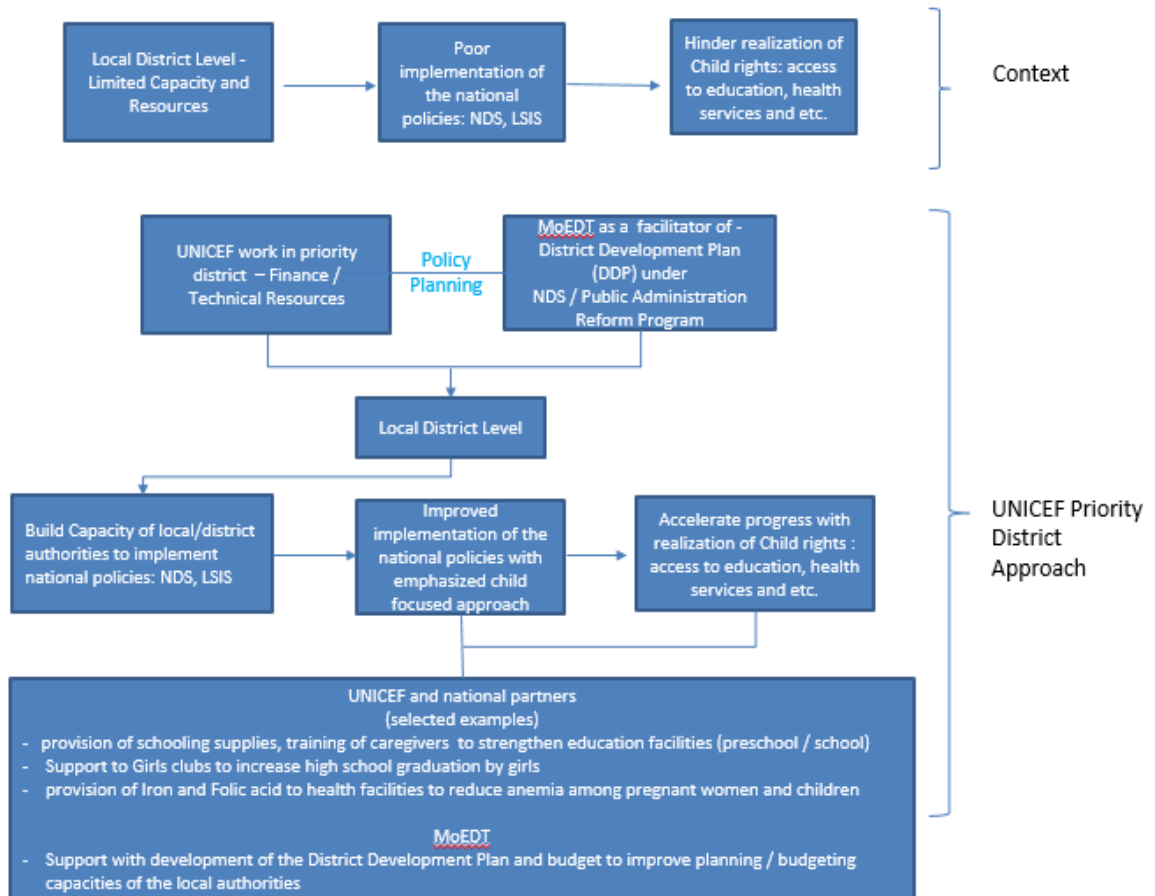 Local District Level -
Limited Capacity and
Resources
Poor
implementation of
the national
policies: NDS, LSIS
Hinder realization of
Child rights: access
to education, health
services and etc.
Context
UNICEF work in priority
district – Finance /
Technical Resources
Policy
Planning
MoEDT as a facilitator of -
District Development Plan
(DDP) under
NDS / Public Administration
Reform Program
Local District Level
Build Capacity of local/district
authorities to implement
national policies: NDS, LSIS
Improved
implementation of the
national policies with
emphasized child
focused approach
Accelerate progress with
realization of Child rights :
access to education, health
services and etc.
UNICEF Priority
District
Approach
UNICEF and national partners
(selected examples)
- provision of schooling supplies, training of caregivers to strengthen education facilities (preschool / school)
- Support to Girls clubs to increase high school graduation by girls
- provision of Iron and Folic acid to health facilities to reduce anemia among pregnant women and children
MoEDT
- Support with development of the District Development Plan and budget to improve planning / budgeting
capacities of the local authorities